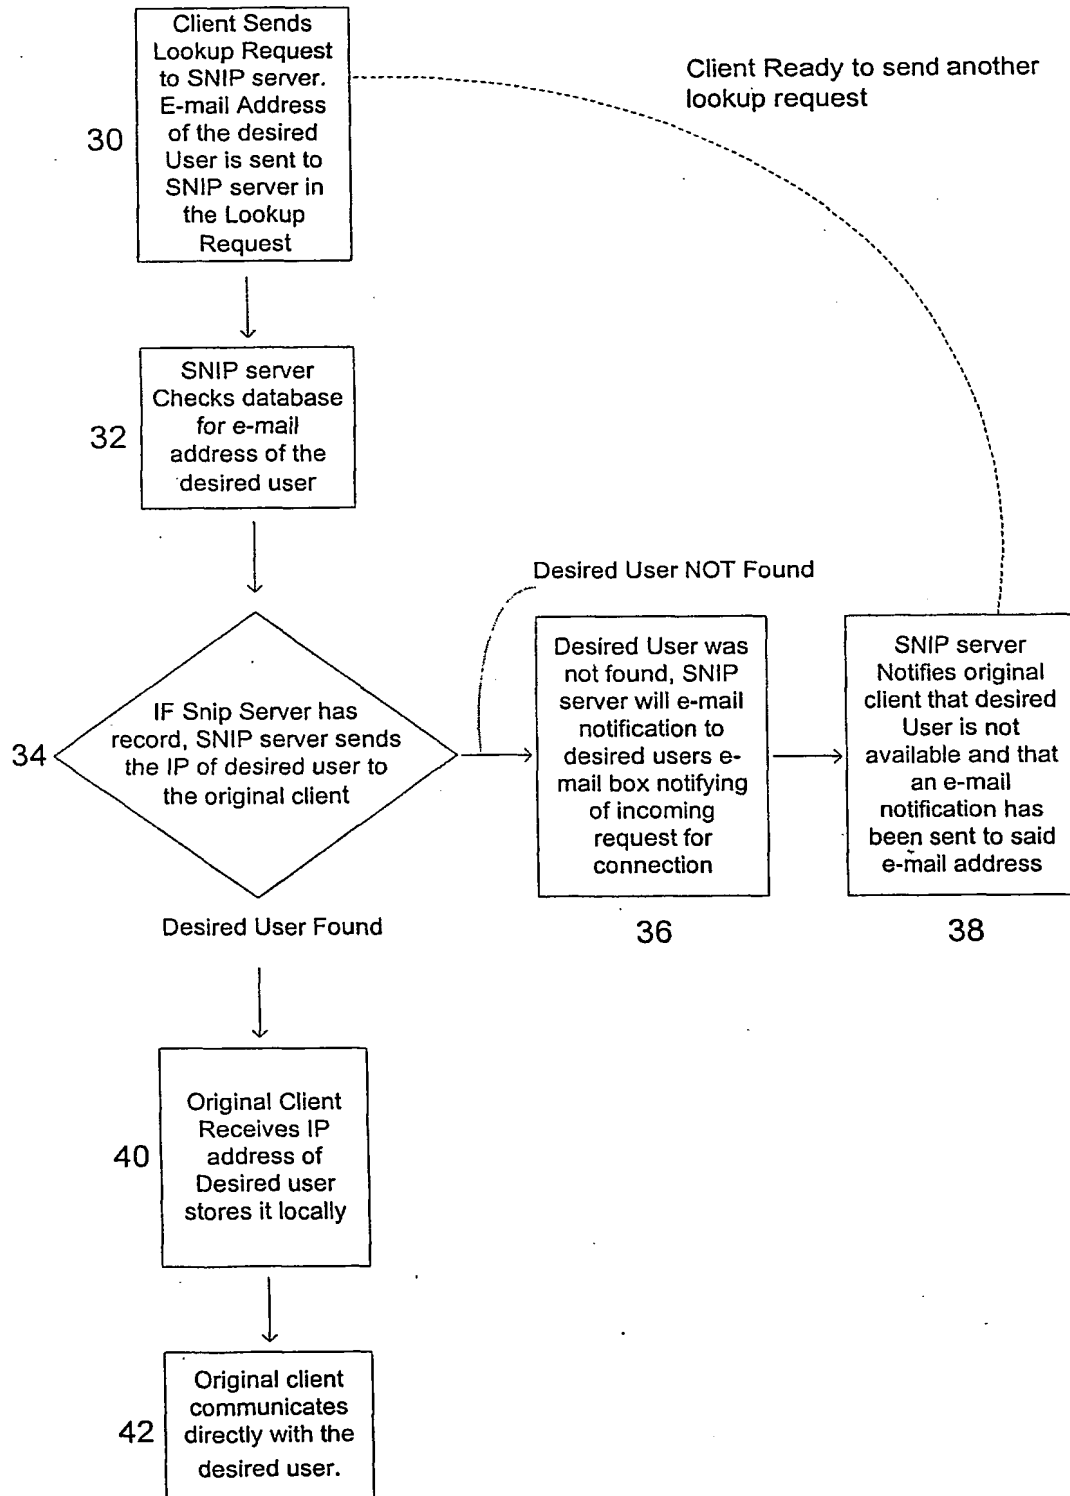 Client Sends
Lookup Request
to SNIP server.
E-mail Address
of the desired
User is sent to
SNIP server in
the Lookup
Request
30
Client Ready to send another
lookup request
SNIP server
Checks database
for e-mail
address of the
desired user
32
Desired User NOT Found
IF Snip Server has
record, SNIP server sends
the IP of desired user to
the original client
34
Desired User was
not found, SNIP
server will e-mail
notification to
desired users e-
mail box notifying
of incoming
request for
connection
36
SNIP server
Notifies original
client that desired
User is not
available and that
an e-mail
notification has
been sent to said
e-mail address
38
Desired User Found
Original Client
Receives IP
address of
Desired user
stores it locally
40
Original client
communicates
directly with the
desired user.
42